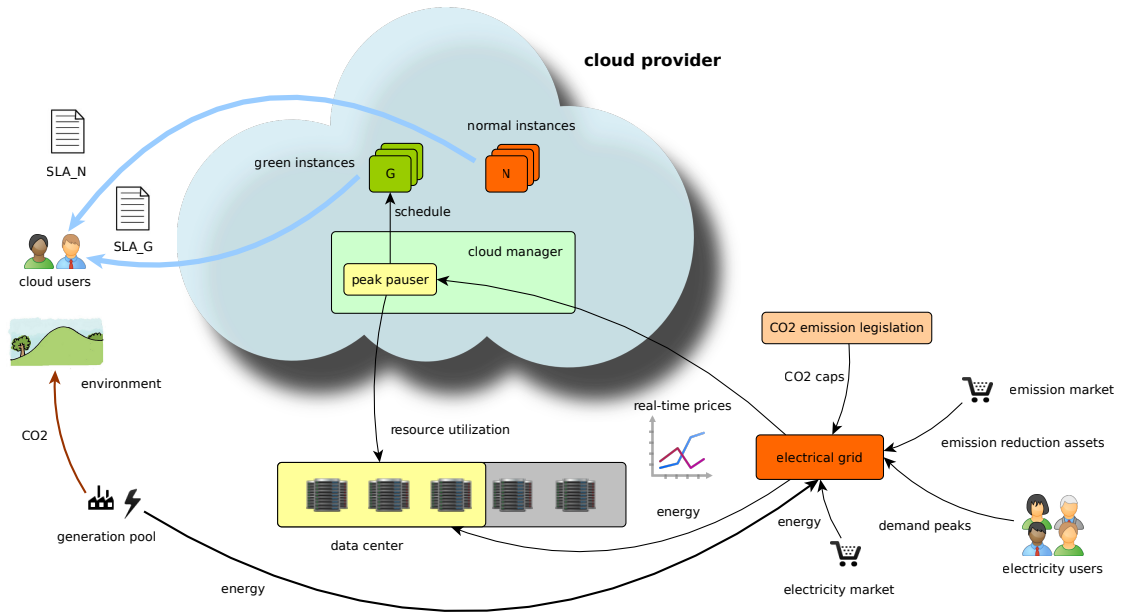 cloud provider
normal instances
green instances
G
N
SLA_N
SLA_G
schedule
cloud manager
peak pauser
cloud users
CO2 emission legislation
CO2 caps
environment
emission market
real-time prices
CO2
resource utilization
emission reduction assets
electrical grid
energy
energy
demand peaks
generation pool
data center
electricity users
energy
electricity market